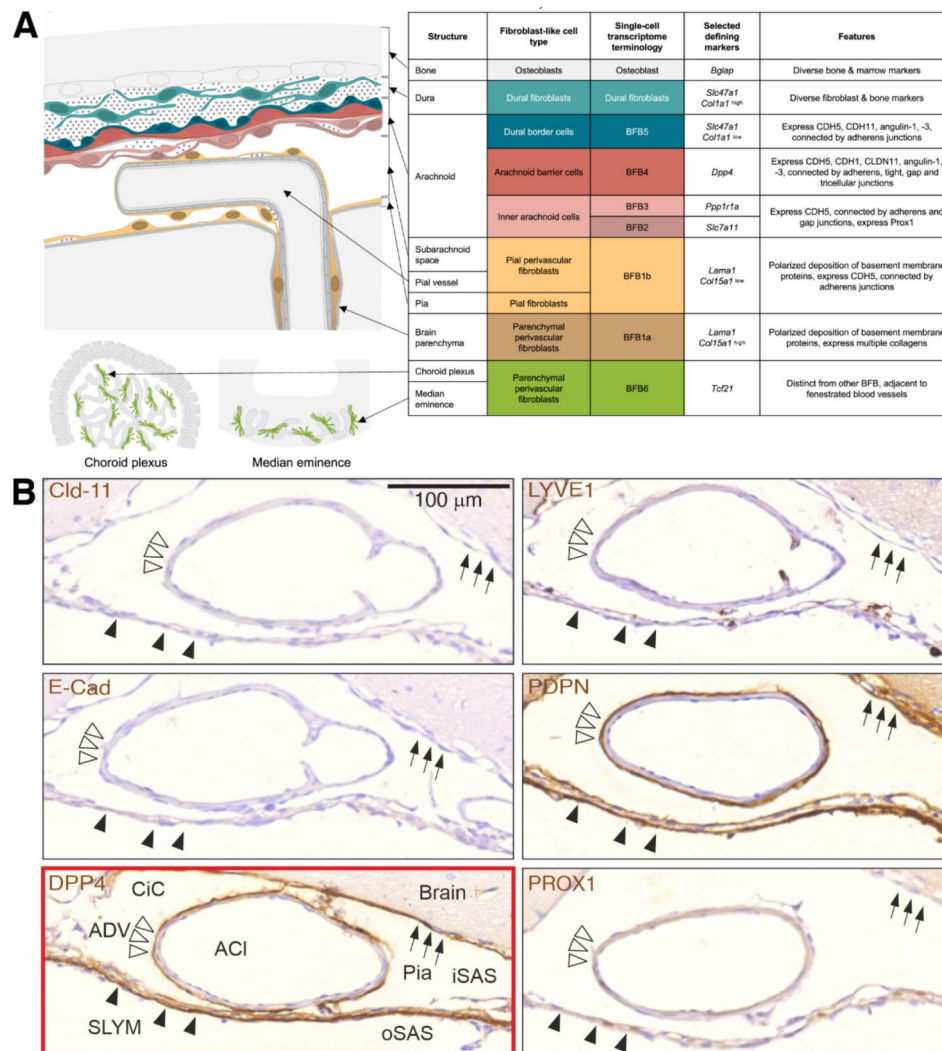 A
Structure
Fibroblast-like cell
type
Single-cell
transcriptome
terminology
Selected
defining
markers
Features
Bone
Osteoblasts
Osteoblast
Bglap
Diverse bone & marrow markers
Dura
Dural fibroblasts
Dural fibroblasts
Slc47a1
Col1a1 high
Diverse fibroblast & bone markers
Arachnoid
Dural border cells
BFB5
Slc47a1
Col1a1 low
Express CDH5, CDH11, angulin-1, -3,
connected by adherens junctions
Arachnoid barrier cells
BFB4
Dpp4
Express CDH5, CDH1, CLDN11, angulin-1,
-3, connected by adherens, tight, gap and
tricellular junctions
Inner arachnoid cells
BFB3
Ppp1r1a
BFB2
Slc7a11
Express CDH5, connected by adherens and
gap junctions, express Prox1
Subarachnoid
space
Pial vessel
Pia
Pial perivascular
fibroblasts
Pial fibroblasts
BFB1b
Lama1
Col15a1 low
Polarized deposition of basement membrane
proteins, express CDH5, connected by
adherens junctions
Brain
parenchyma
Parenchymal
perivascular
fibroblasts
BFB1a
Lama1
Col15a1 high
Polarized deposition of basement membrane
proteins, express multiple collagens
Choroid plexus
Median
eminence
Parenchymal
perivascular
fibroblasts
BFB6
Tcf21
Distinct from other BFB, adjacent to
fenestrated blood vessels
Choroid plexus
Median eminence
B
Cld-11
100 μm
LYVE1
E-Cad
PDPN
DPP4
CiC
Brain
ADV
ACI
Pia
iSAS
SLYM
oSAS
PROX1